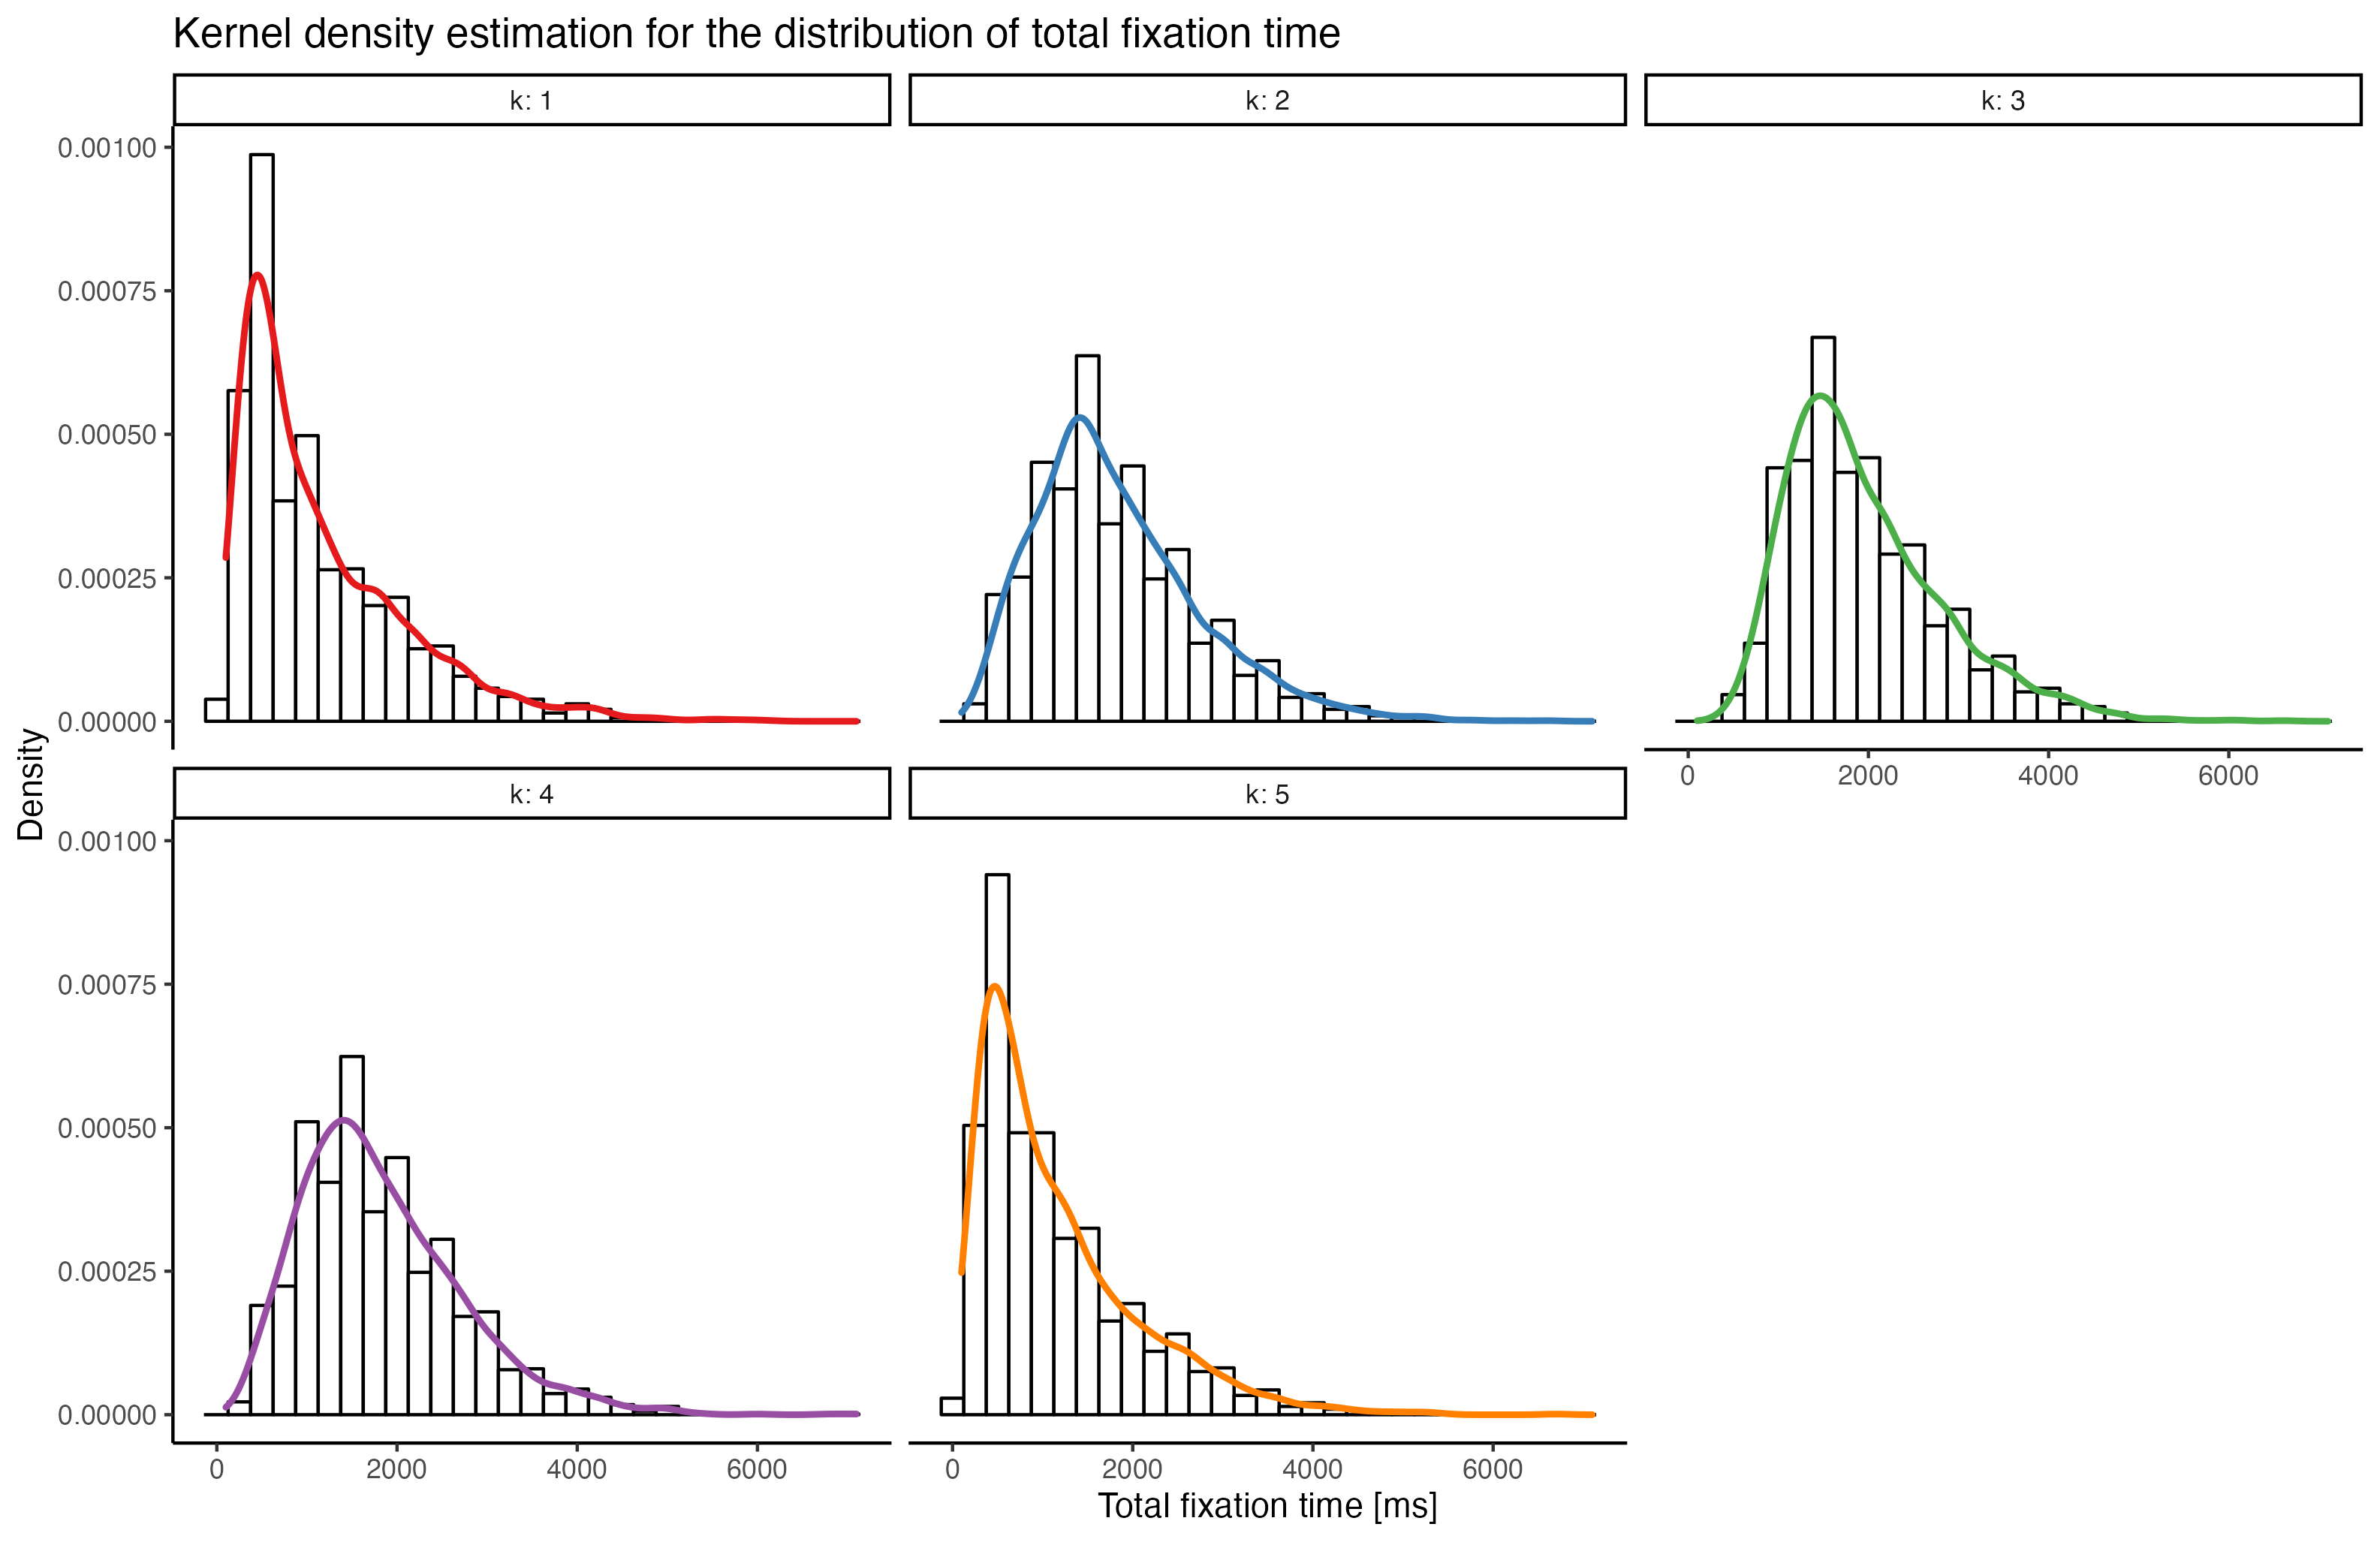 Kernel density estimation for the distribution of total fixation time
k: 1
k: 2
k: 3
0.00100
0.00075
0.00050
0.00025
0.00000
0 2000 4000 6000
Density
k: 4
k: 5
0.00100
0.00075
0.00050
0.00025
0.00000
0 2000 4000 6000
0 2000 4000 6000
Total fixation time [ms]